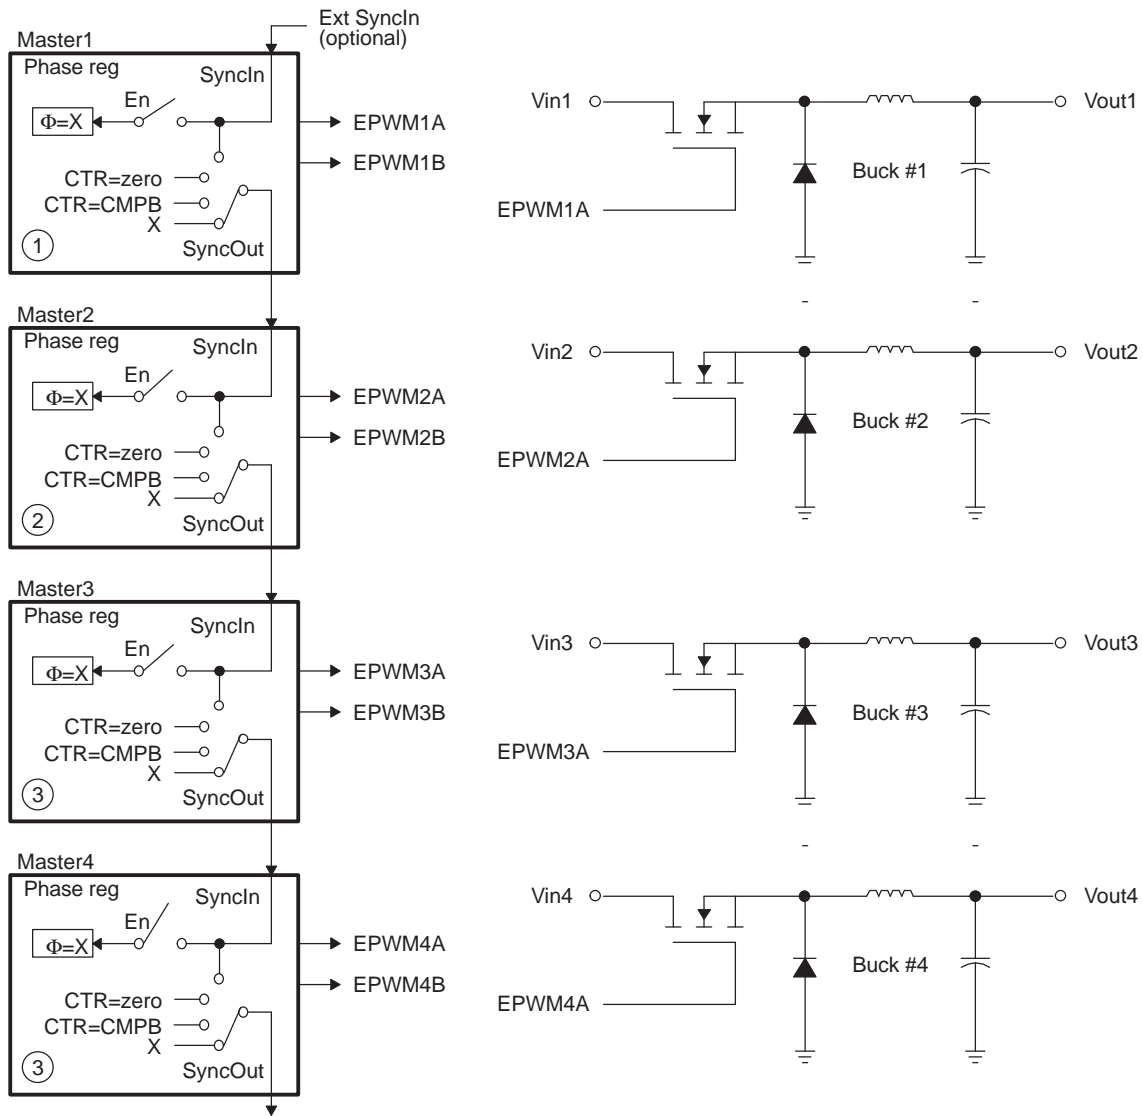 Ext SyncIn
(optional)
Master1
Phase reg
SyncIn
En
Φ=X
EPWM1A
EPWM1B
CTR=zero
CTR=CMPB
X
1
SyncOut
Vin1
Vout1
Buck #1
EPWM1A
Master2
Phase reg
SyncIn
En
Φ=X
EPWM2A
EPWM2B
CTR=zero
CTR=CMPB
X
2
SyncOut
Vin2
Vout2
Buck #2
EPWM2A
Master3
Phase reg
SyncIn
En
Φ=X
EPWM3A
EPWM3B
CTR=zero
CTR=CMPB
X
3
SyncOut
Vin3
Vout3
Buck #3
EPWM3A
Master4
Phase reg
SyncIn
En
Φ=X
EPWM4A
EPWM4B
CTR=zero
CTR=CMPB
X
3
SyncOut
Vin4
Vout4
Buck #4
EPWM4A